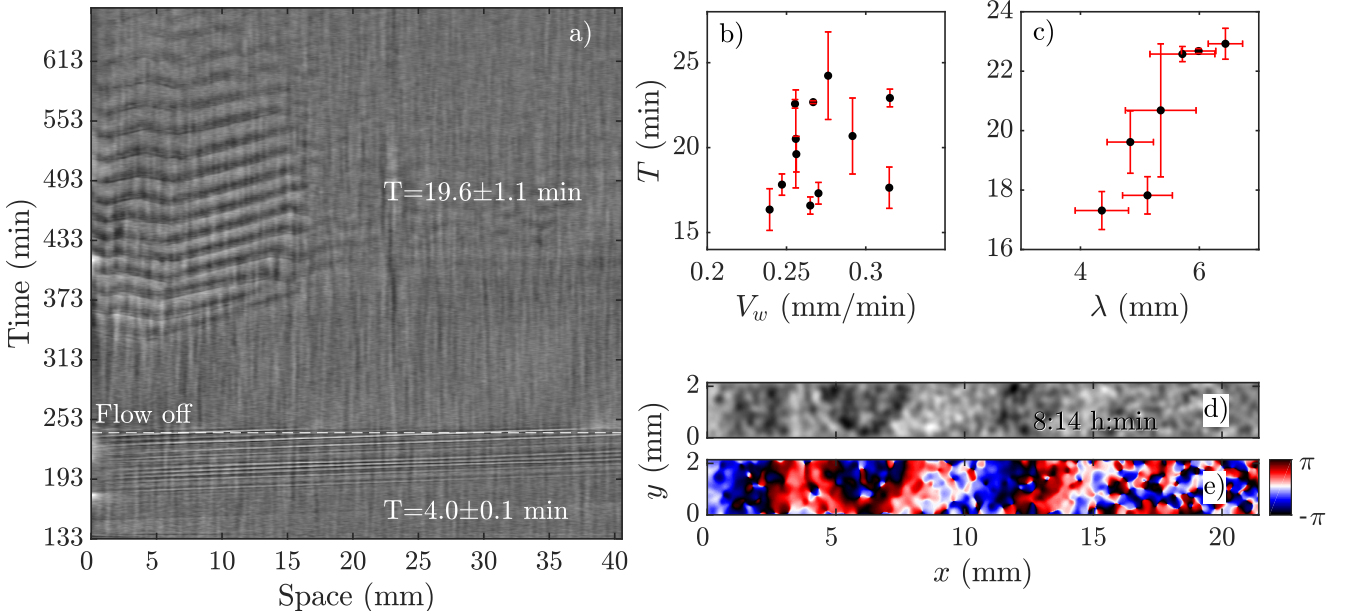 a)
613
553
493
433
373
313
253
193
133
Time (min)
T=19.6±1.1 min
Flow off
T=4.0±0.1 min
0 5 10 15 20 25 30 35 40
Space (mm)
b)
25
20
15
T (min)
0.2 0.25 0.3
V_w (mm/min)
c)
24
22
20
18
16
4 6
λ (mm)
2
0
8:14 h:min
d)
y (mm)
2
0
e)
π
-π
0 5 10 15 20
x (mm)